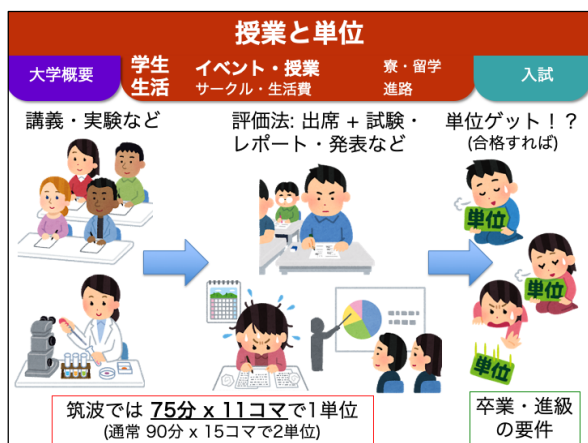 授業と単位
大学概要
学生
生活
イベント・授業
サークル・生活費
寮・留学
進路
入試
講義・実験など
評価法: 出席 + 試験・
レポート・発表など
単位ゲット！？
(合格すれば)
単位
単位
単位
筑波では 75分 x 11コマで1単位
(通常 90分 x 15コマで2単位)
卒業・進級
の要件